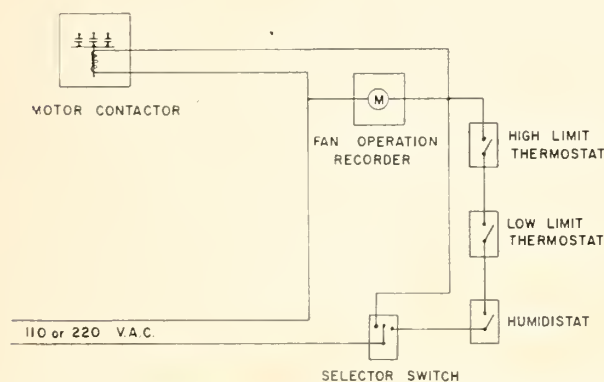 MOTOR CONTACTOR
M
FAN OPERATION
RECORDER
HIGH LIMIT
THERMOSTAT
LOW LIMIT
THERMOSTAT
110 or 220 V.A.C.
HUMIDISTAT
SELECTOR SWITCH